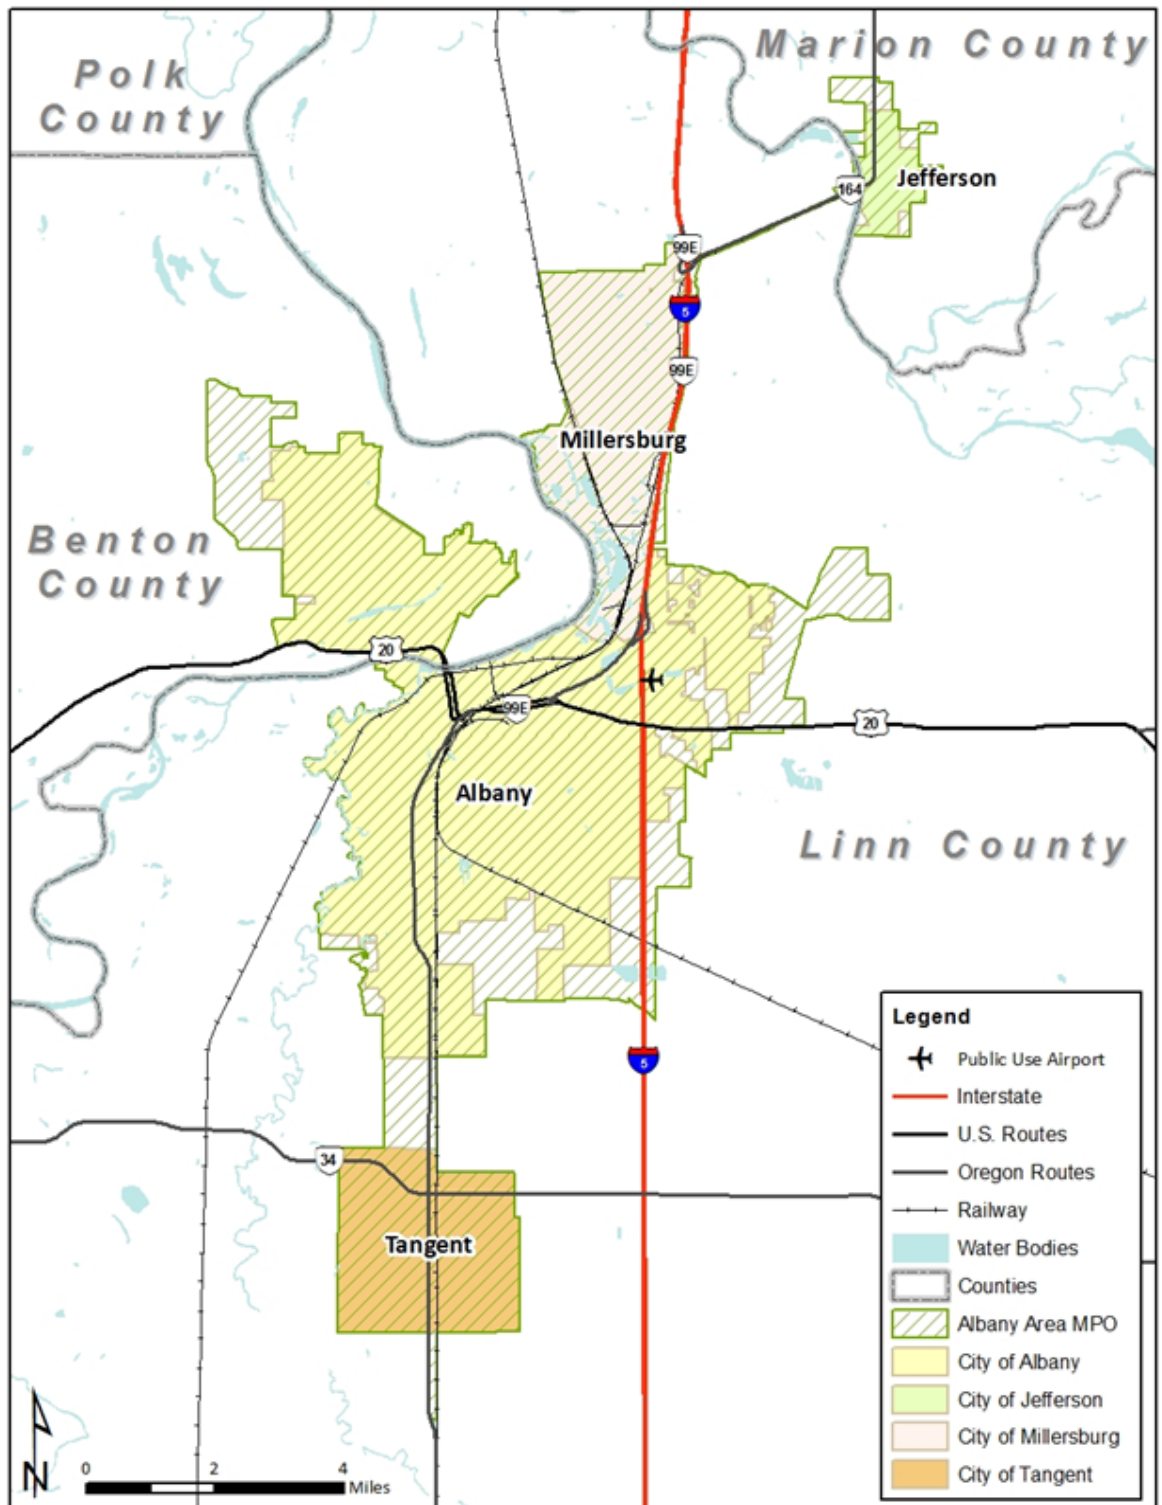 Marion County
Polk
County
164
Jefferson
99E
5
99E
Millersburg
Benton
County
20
99E
20
Albany
Linn County
5
34
Tangent
Legend
Public Use Airport
Interstate
U.S. Routes
Oregon Routes
Railway
Water Bodies
Counties
Albany Area MPO
City of Albany
City of Jefferson
City of Millersburg
City of Tangent
N
0 2 4
Miles